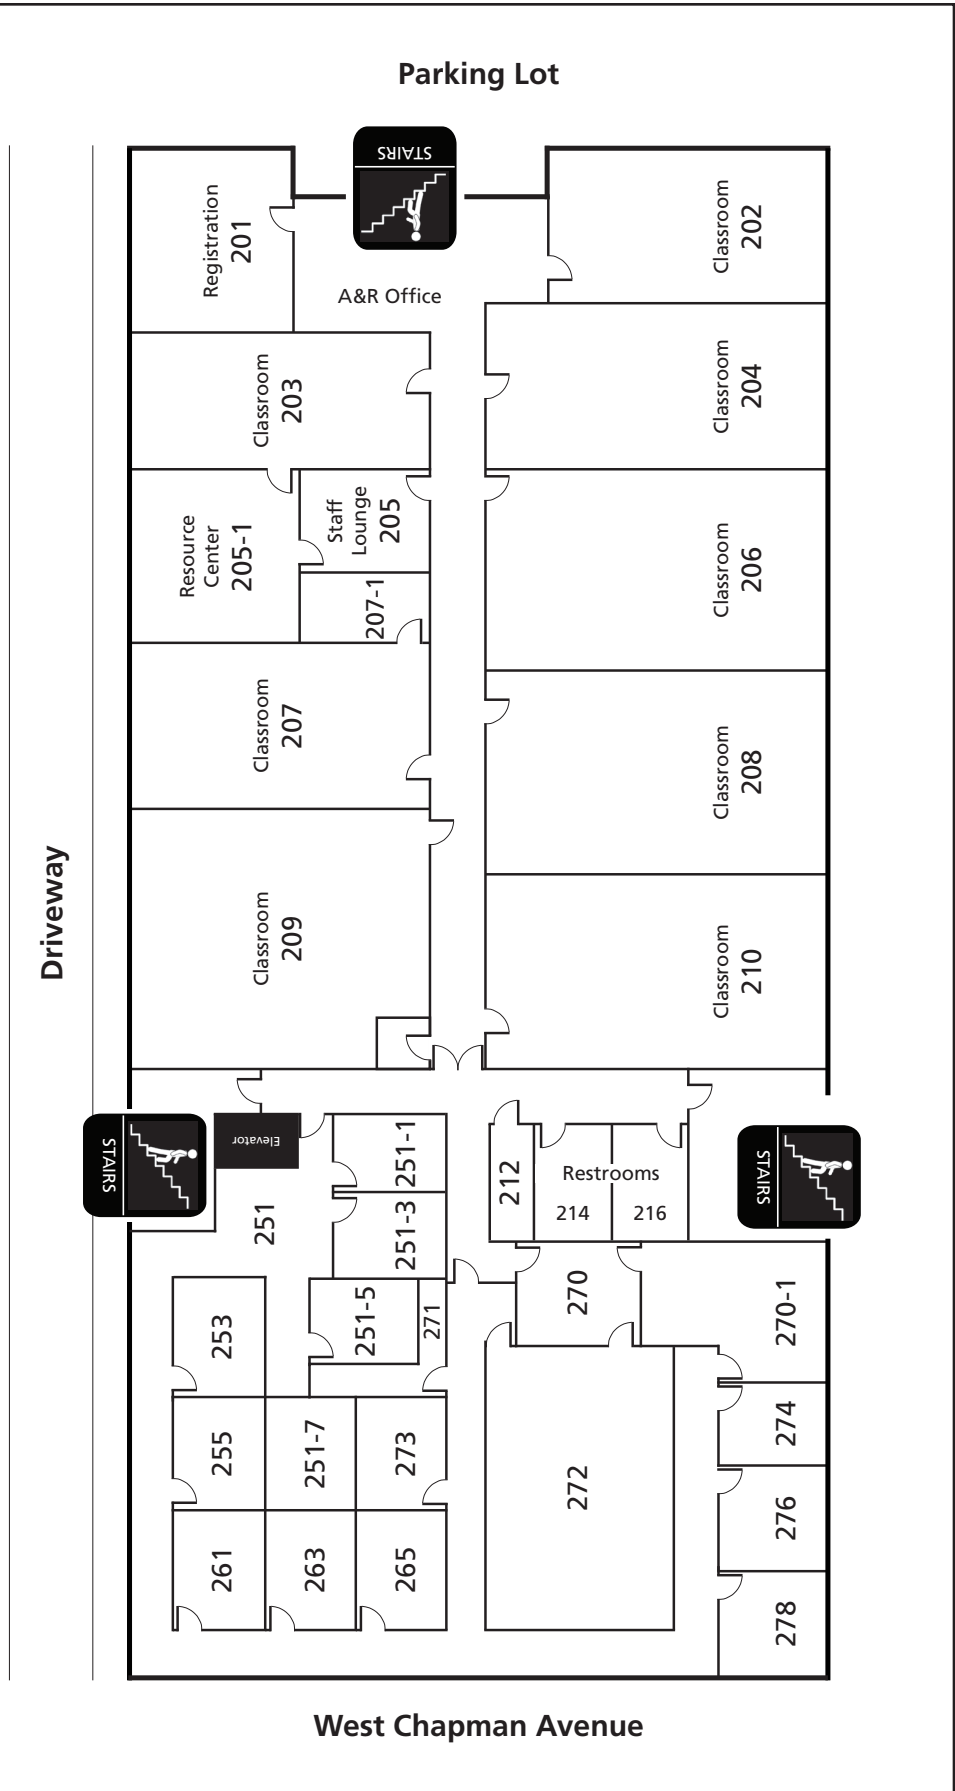 Parking Lot
STAIRS
Registration
201
A&R Office
Classroom
202
Classroom
203
Classroom
204
Resource
Center
205-1
Staff
Lounge
205
207-1
Classroom
206
Classroom
207
Classroom
208
Driveway
Classroom
209
Classroom
210
STAIRS
Elevator
251
251-1
251-3
212
Restrooms
214
216
STAIRS
253
251-5
271
270
270-1
255
251-7
273
272
274
276
261
263
265
278
West Chapman Avenue